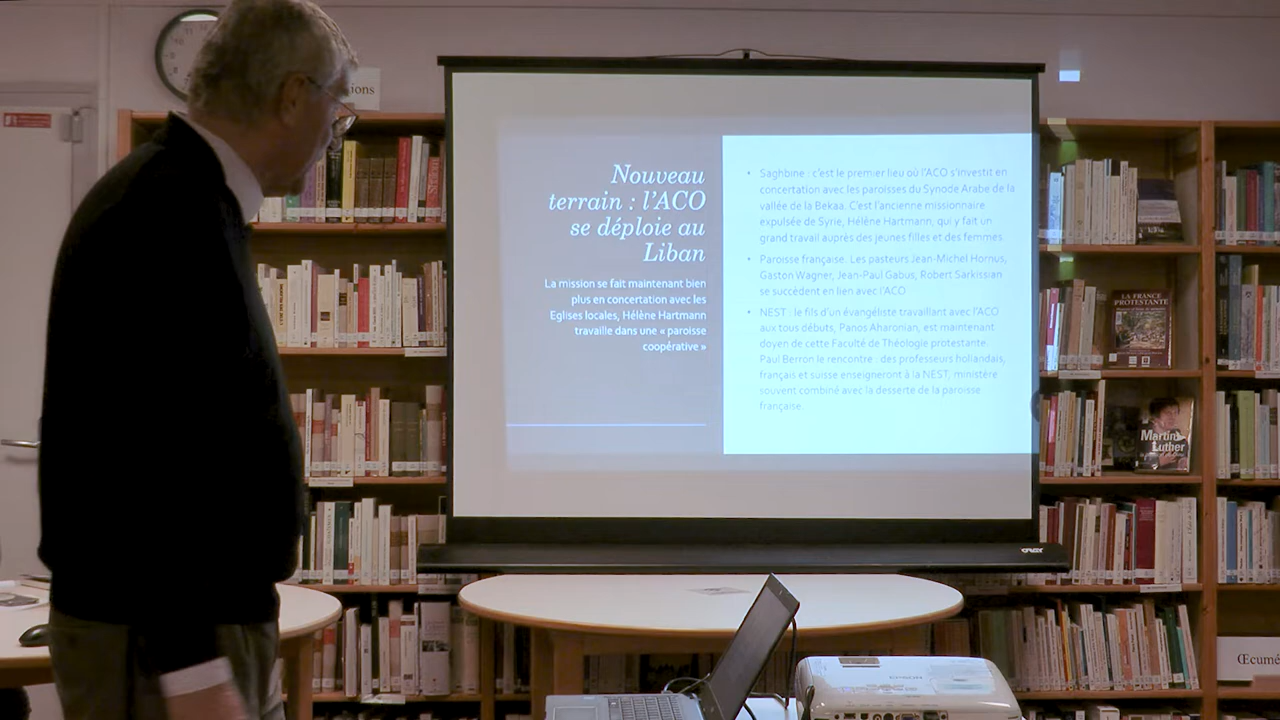 ions
Nouveau
terrain : l'ACO
se déploie au
Liban
La mission se fait maintenant bien
plus en concertation avec les
Eglises locales, Hélène Hartmann
travaille dans une « paroisse
coopérative »
• Saghbine : c'est le premier lieu où l'ACO s'investit en
concertation avec les paroisses du Synode Arabe de la
vallée de la Bekaa. C'est l'ancienne missionnaire
expulsée de Syrie, Hélène Hartmann, qui y fait un
grand travail auprès des jeunes filles et des femmes.
• Paroisse française. Les pasteurs Jean-Michel Hornus,
Gaston Wagner, Jean-Paul Gabus, Robert Sarkissian
se succèdent en lien avec l'ACO
• NEST : le fils d'un évangéliste travaillant avec l'ACO
aux tous débuts, Panos Aharonian, est maintenant
doyen de cette Faculté de Théologie protestante.
Paul Berron le rencontre : des professeurs hollandais,
français et suisse enseigneront à la NEST, ministère
souvent combiné avec la desserte de la paroisse
française.
LA FRANCE
PROTESTANTE
Martin
Luther
Œcumé